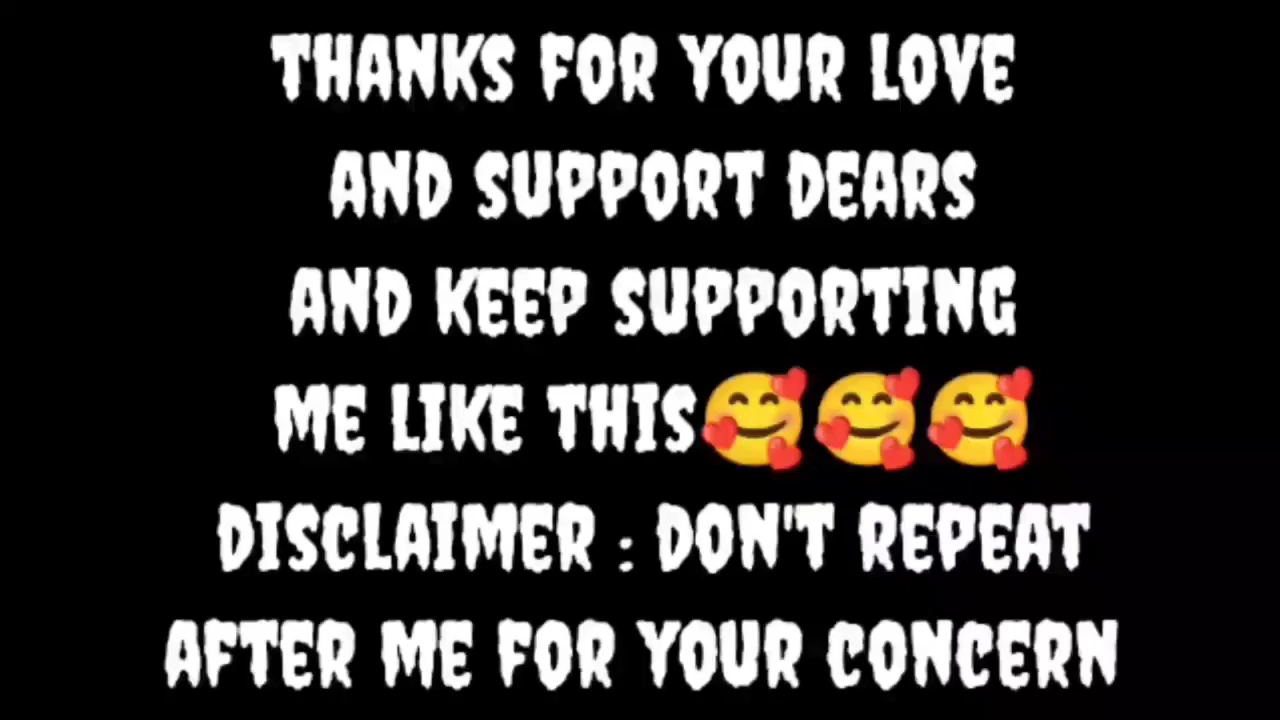 THANKS FOR YOUR LOVE
AND SUPPORT DEARS
AND KEEP SUPPORTING
ME LIKE THIS🥰🥰🥰
DISCLAIMER : DON'T REPEAT
AFTER ME FOR YOUR CONCERN